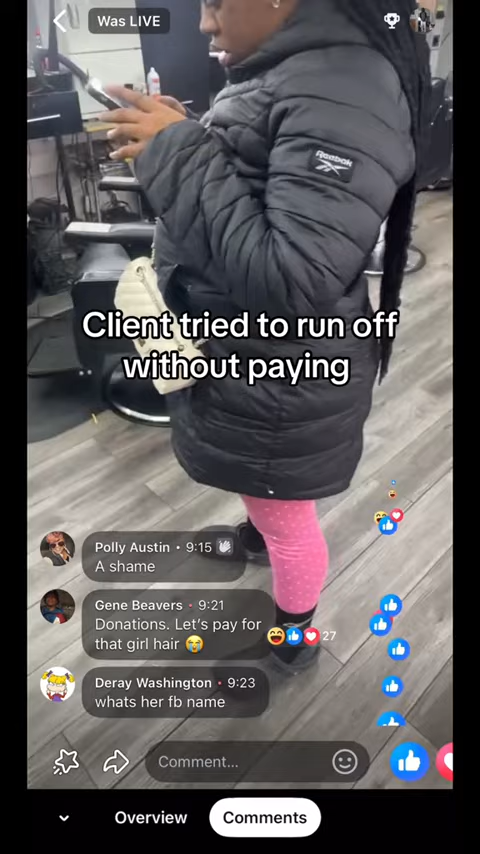 Was LIVE
Reebok
Client tried to run off
without paying
Polly Austin • 9:15
A shame
Gene Beavers • 9:21
Donations. Let's pay for
that girl hair 😭
27
Deray Washington • 9:23
whats her fb name
Comment...
Overview
Comments